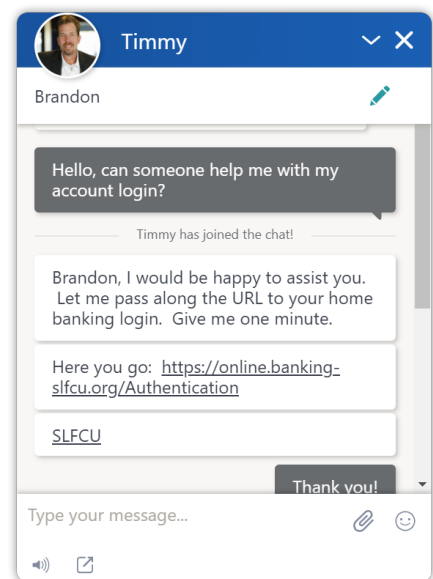 Timmy
Brandon
Hello, can someone help me with my
account login?
Timmy has joined the chat!
Brandon, I would be happy to assist you.
Let me pass along the URL to your home
banking login. Give me one minute.
Here you go: https://online.banking-
slfcu.org/Authentication
SLFCU
Thank you!
Type your message...